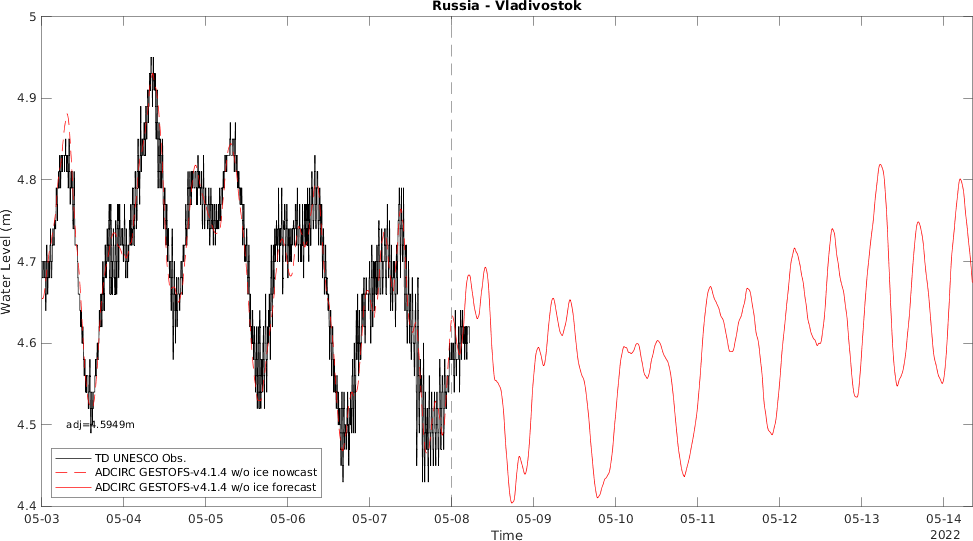 Russia - Vladivostok
5
4.9
4.8
4.7
4.6
4.5
4.4
Water Level (m)
adj=4.5949m
TD UNESCO Obs.
ADCIRC GESTOFS-v4.1.4 w/o ice nowcast
ADCIRC GESTOFS-v4.1.4 w/o ice forecast
05-03 05-04 05-05 05-06 05-07 05-08 05-09 05-10 05-11 05-12 05-13 05-14
2022
Time